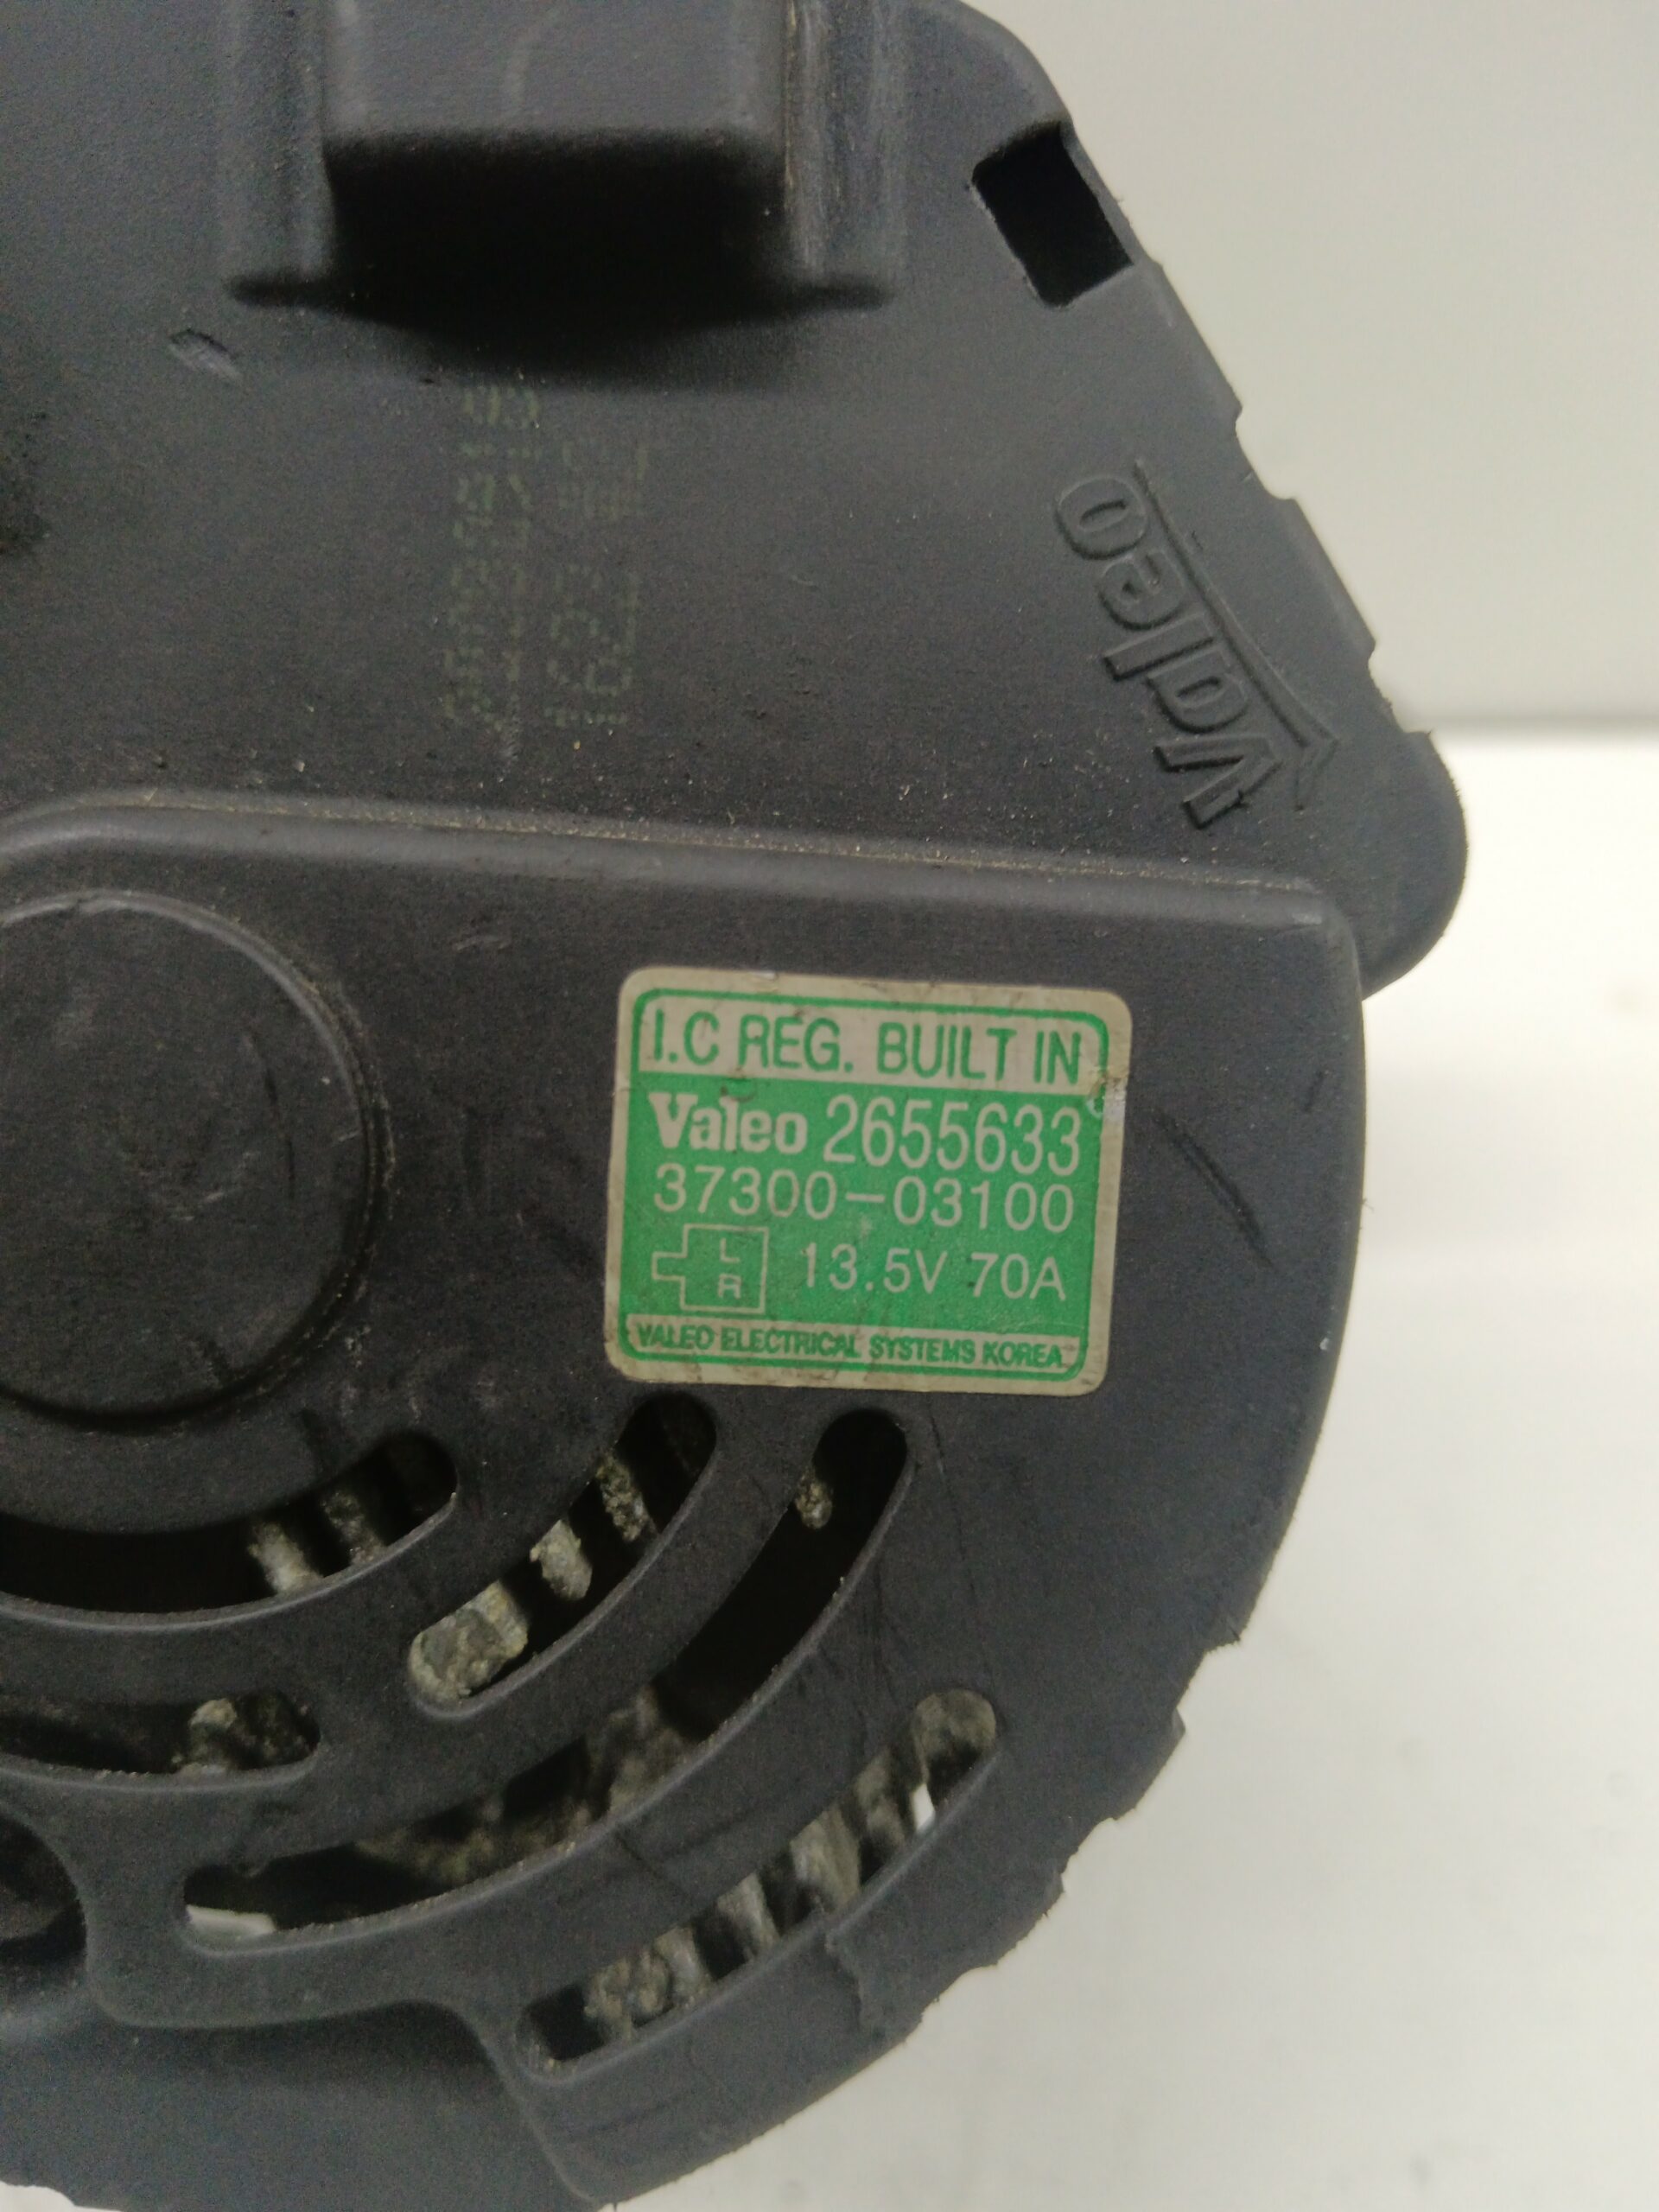 Valeo
I.C REG. BUILT IN
Valeo 2655633
37300-03100
L
R
13.5V 70A
VALEO ELECTRICAL SYSTEMS KOREA